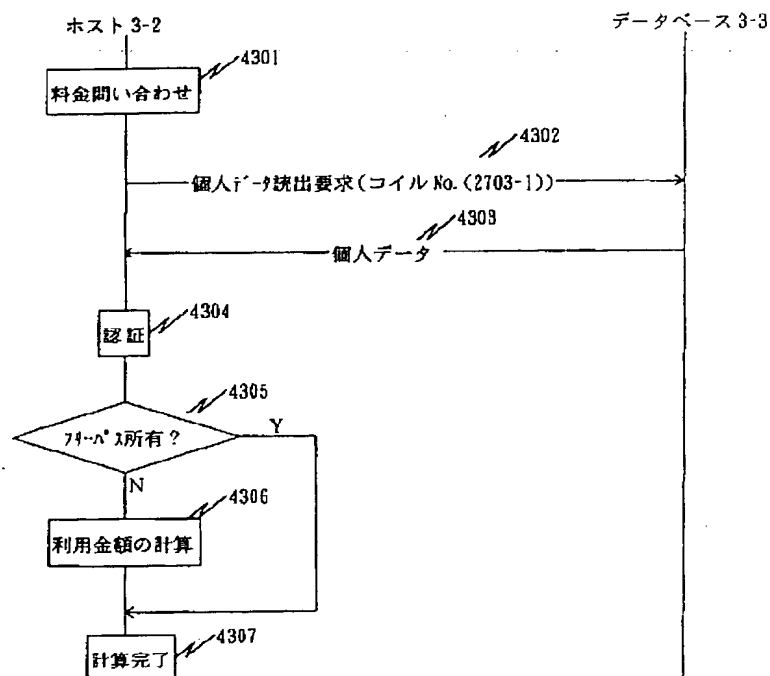 ホスト 3-2
データベース 3-3
4301
料金問い合わせ
4302
個人ﾃﾞｰﾀ読出要求(コイル No.(2703-1))
4303
個人データ
4304
認証
4305
ﾌﾘｰﾊﾟｽ所有?
Y
N
4306
利用金額の計算
4307
計算完了